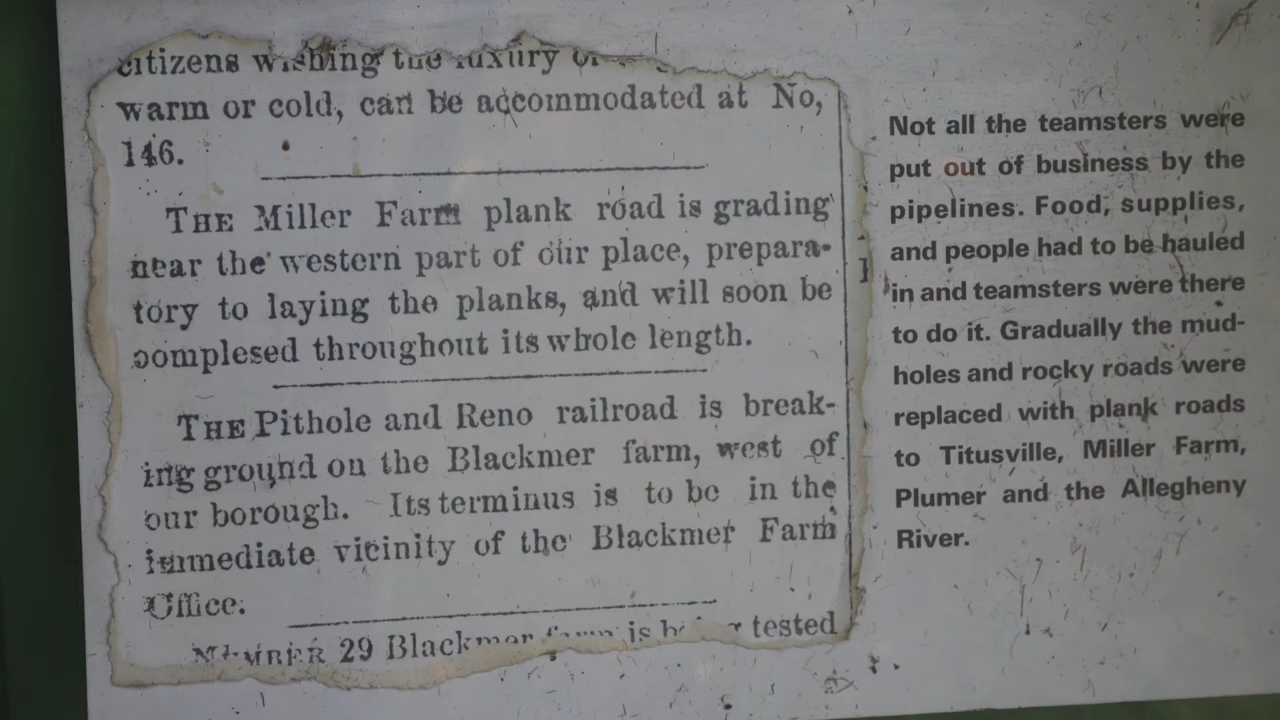 citizens wishing the luxury of
warm or cold, can be accommodated at No,
146.
THE Miller Farm plank road is grading
near the western part of our place, prepara-
tory to laying the planks, and will soon be
complesed throughout its whole length.
THE Pithole and Reno railroad is break-
ing ground on the Blackmer farm, west of
our borough. Its terminus is to be in the
immediate vicinity of the Blackmer Farm
Office.
NUMBER 29 Blackmer farm is being tested
Not all the teamsters were
put out of business by the
pipelines. Food, supplies,
and people had to be hauled
in and teamsters were there
to do it. Gradually the mud-
holes and rocky roads were
replaced with plank roads
to Titusville, Miller Farm,
Plumer and the Allegheny
River.